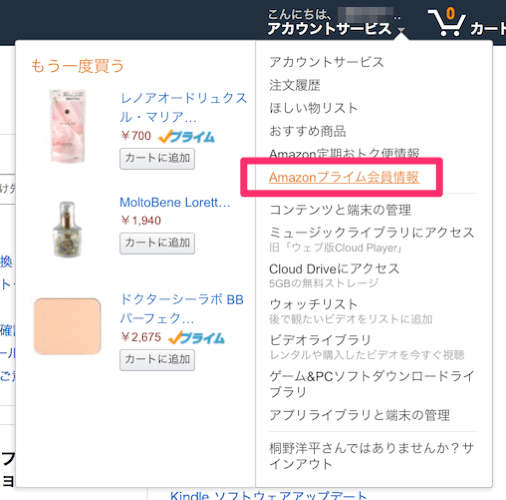 こんにちは、
アカウントサービス
0
カート
もう一度買う
レノアオードリュクス
ル・マリア…
￥700 プライム
カートに追加
MoltoBene Lorett…
￥1,940
カートに追加
ドクターシーラボ BB
パーフェク…
￥2,675 プライム
カートに追加
アカウントサービス
注文履歴
ほしい物リスト
おすすめ商品
Amazon定期おトク便情報
Amazonプライム会員情報
コンテンツと端末の管理
ミュージックライブラリにアクセス
旧「ウェブ版Cloud Player」
Cloud Driveにアクセス
5GBの無料ストレージ
ウォッチリスト
後で観たいビデオをリストに追加
ビデオライブラリ
レンタルや購入したビデオを今すぐ視聴
ゲーム&PCソフトダウンロードライ
ブラリ
アプリライブラリと端末の管理
桐野洋平さんではありませんか？サ
インアウト
Kindle ソフトウェアアップデート